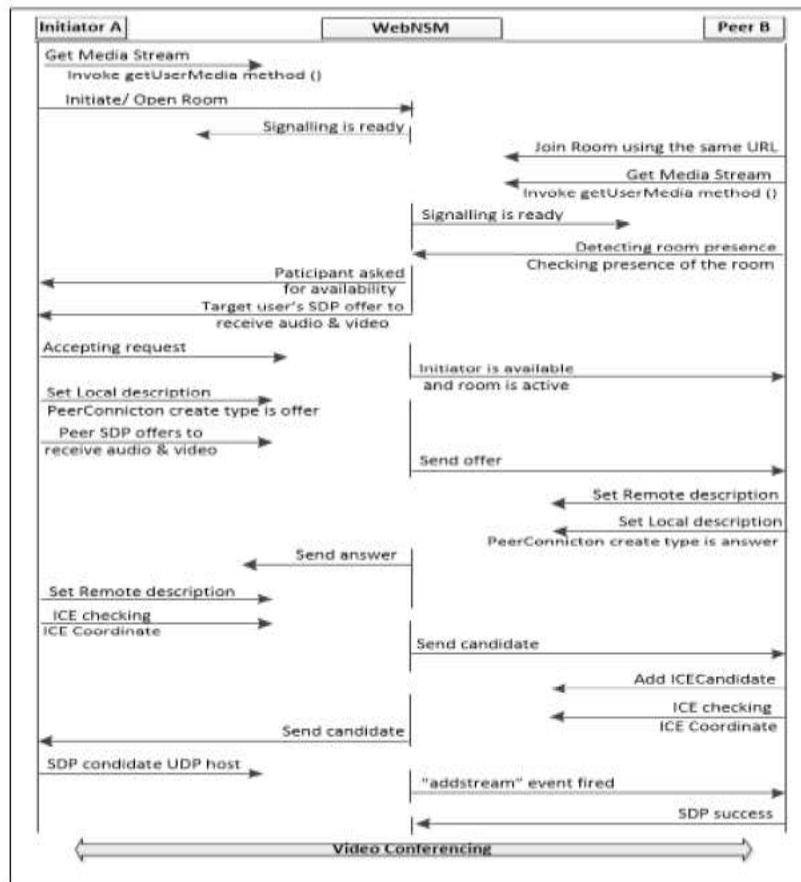 Initiator A
WebNSM
Peer B
Get Media Stream
Invoke getUserMedia method ()
Initiate/ Open Room
Signalling is ready
Join Room using the same URL
Get Media Stream
Invoke getUserMedia method ()
Signalling is ready
Detecting room presence
Checking presence of the room
Paticipant asked
for availability
Target user's SDP offer to
receive audio & video
Accepting request
Initiator is available
and room is active
Set Local description
PeerConnicton create type is offer
Peer SDP offers to
receive audio & video
Send offer
Set Remote description
Set Local description
PeerConnicton create type is answer
Send answer
Set Remote description
ICE checking
ICE Coordinate
Send candidate
Add ICECandidate
ICE checking
ICE Coordinate
Send candidate
SDP candidate UDP host
"addstream" event fired
SDP success
Video Conferencing